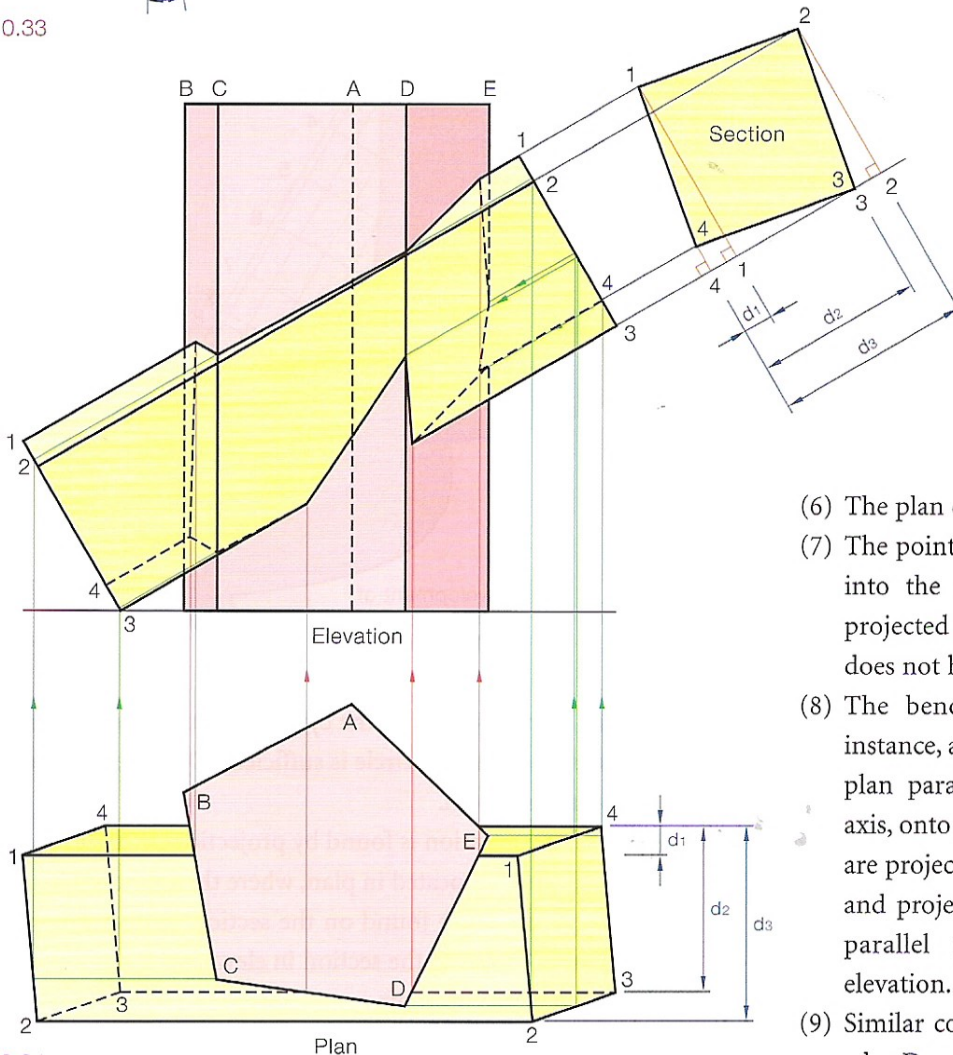 0.33
2
B C A D E
1
1
Section
2
3
3 2
4
1
4
4
3
d1
d2
d3
1
2
4
3
Elevation
(6) The plan
(7) The point
into the
projected
does not h
(8) The benc
instance, a
plan para
axis, onto
are projec
and proje
parallel
elevation.
(9) Similar co
A
B
4
4
E
d1
1
1
d2
d3
C
D
3
3
2
2
Plan